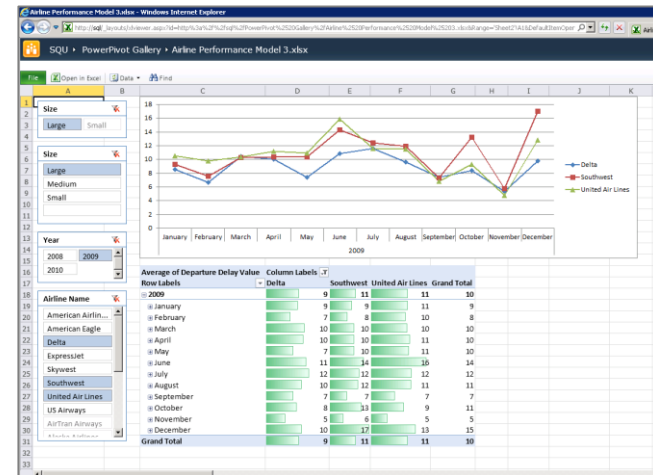 Airline Performance Model 3.xlsx - Windows Internet Explorer
SQU › PowerPivot Gallery › Airline Performance Model 3.xlsx
File Open in Excel Data Find
A B C D E F G H I J K
Size
Large Small
Size
Large
Medium
Small
Year
2008 2009
2010
Airline Name
American Airlin...
American Eagle
Delta
ExpressJet
Skywest
Southwest
United Air Lines
US Airways
AirTran Airways
18
16
14
12
10
8
6
4
2
0
January February March April May June July August September October November December
2009
Delta
Southwest
United Air Lines
Average of Departure Delay Value Column Labels
Row Labels Delta Southwest United Air Lines Grand Total
2009 9 11 11 10
January 9 9 11 9
February 7 8 10 8
March 10 10 10 10
April 10 10 11 10
May 7 10 11 10
June 11 14 16 14
July 12 12 12 12
August 10 12 11 11
September 7 7 7 7
October 8 13 9 11
November 5 6 5 5
December 10 17 13 15
Grand Total 9 11 11 10